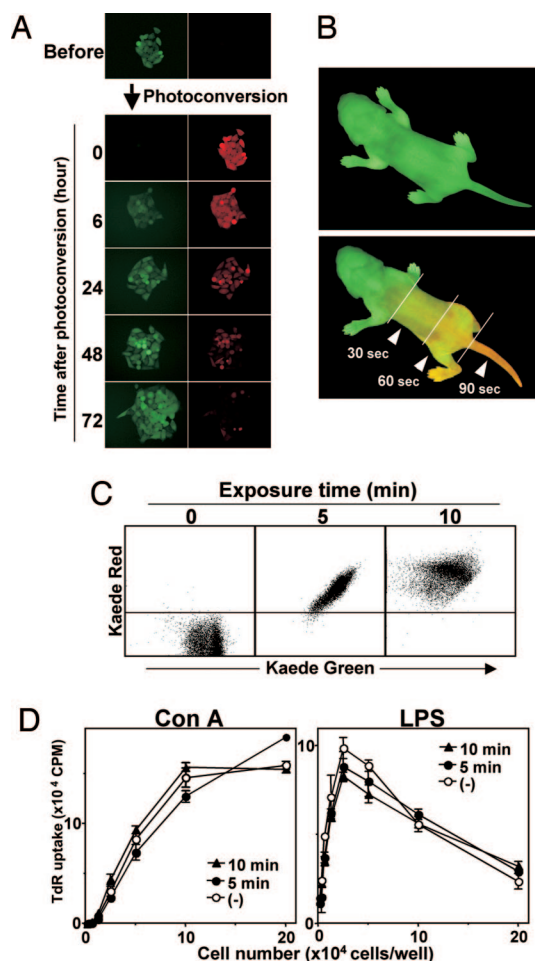 A
Before
Photoconversion
Time after photoconversion (hour)
0
6
24
48
72
B
30 sec
60 sec
90 sec
C
Exposure time (min)
0 5 10
Kaede Red
Kaede Green
D
Con A LPS
TdR uptake (x10⁴ CPM)
10
0
10 min
5 min
(-)
0 10 20
10
0
10 min
5 min
(-)
0 10 20
Cell number (x10⁴ cells/well)